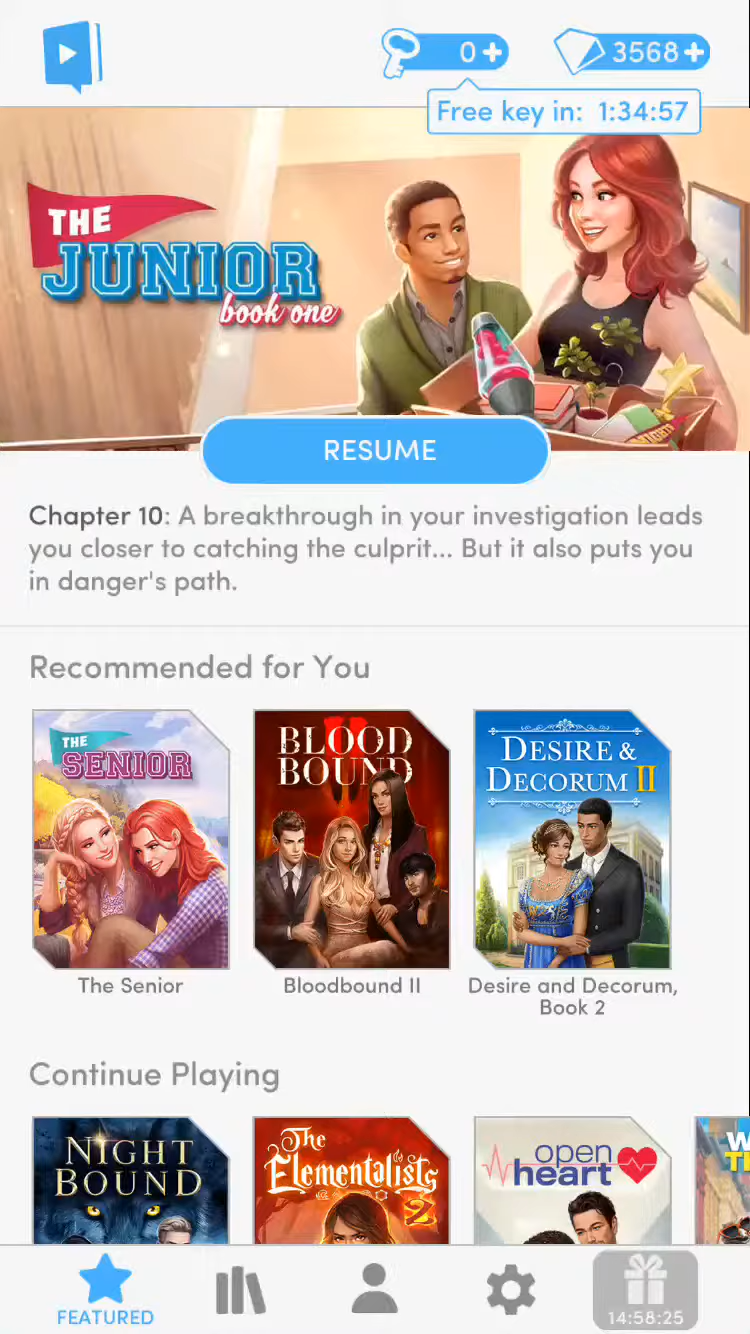 0
3568
Free key in: 1:34:57
THE
JUNIOR
book one
RESUME
Chapter 10: A breakthrough in your investigation leads
you closer to catching the culprit... But it also puts you
in danger's path.
Recommended for You
THE
SENIOR
BLOOD
BOUND
II
DESIRE &
DECORUM II
The Senior
Bloodbound II
Desire and Decorum,
Book 2
Continue Playing
NIGHT
BOUND
The
Elementalists
2
open
heart
FEATURED
14:58:25